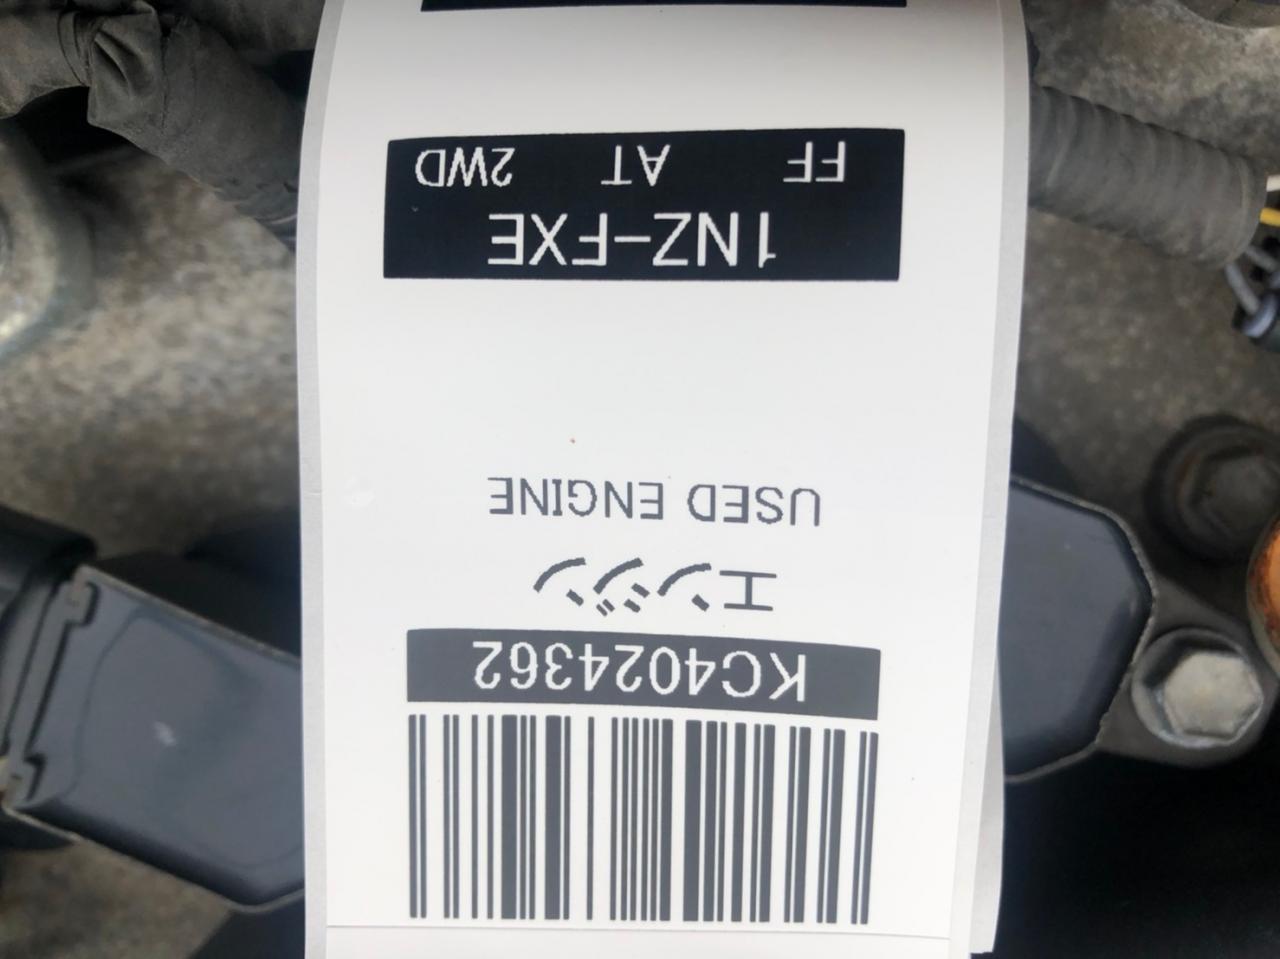 KC4024362
エンジン
USED ENGINE
1NZ-FXE
FF AT 2WD